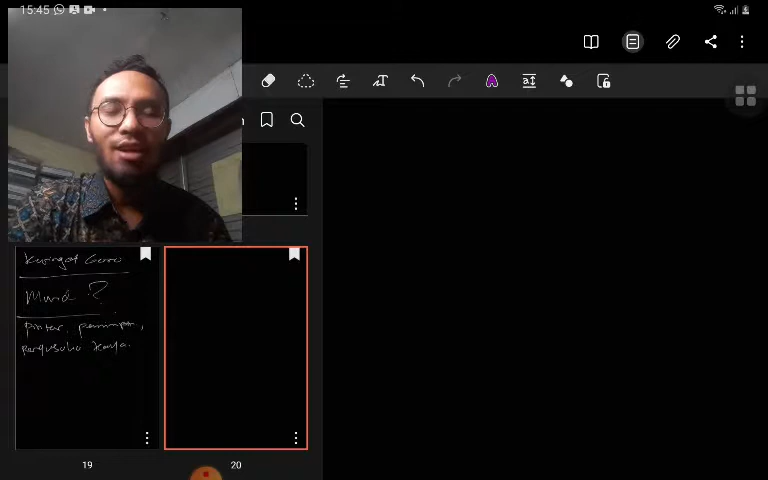 15:45
Keringat Guru
Murid ?
pintar, pemimpin,
pengusaha kaya.
19
20